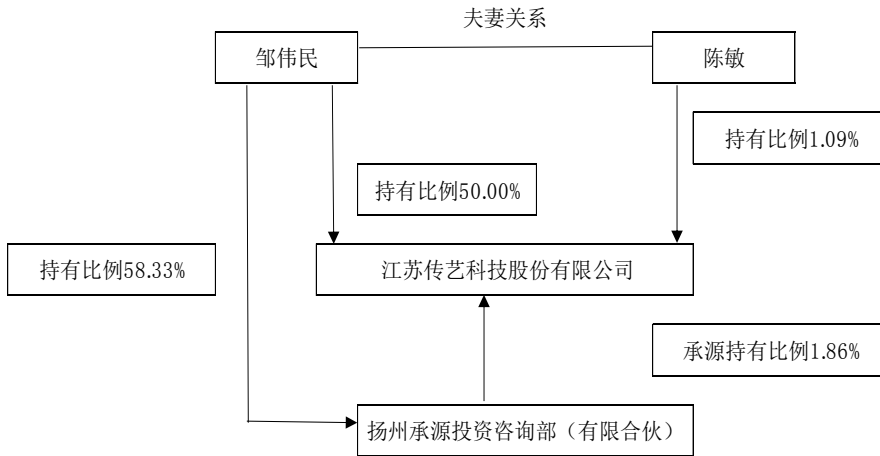 夫妻关系
邹伟民
陈敏
持有比例1.09%
持有比例50.00%
持有比例58.33%
江苏传艺科技股份有限公司
承源持有比例1.86%
扬州承源投资咨询部（有限合伙）